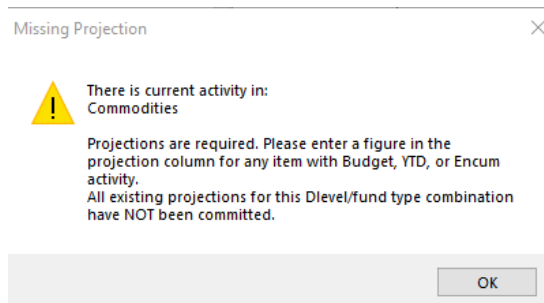 Missing Projection
There is current activity in:
Commodities
Projections are required. Please enter a figure in the
projection column for any item with Budget, YTD, or Encum
activity.
All existing projections for this Dlevel/fund type combination
have NOT been committed.
OK